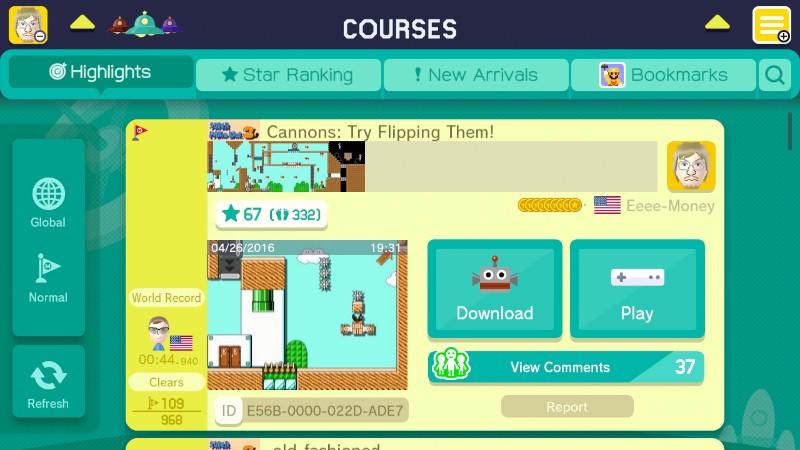 COURSES
Highlights
Star Ranking
New Arrivals
Bookmarks
Cannons: Try Flipping Them!
67 (332)
Eeee-Money
Global
Normal
Refresh
04/26/2016 19:31
World Record
00:44.940
Clears
109
968
Download
Play
View Comments 37
Report
ID E56B-0000-022D-ADE7
old-fashioned